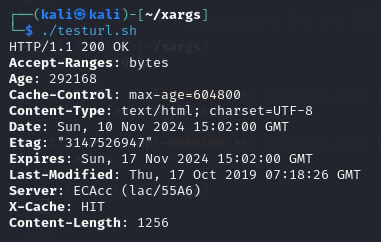 ┌──(kali㉿kali)-[~/xargs]
└─$ ./testurl.sh
HTTP/1.1 200 OK
Accept-Ranges: bytes
Age: 292168
Cache-Control: max-age=604800
Content-Type: text/html; charset=UTF-8
Date: Sun, 10 Nov 2024 15:02:00 GMT
Etag: "3147526947"
Expires: Sun, 17 Nov 2024 15:02:00 GMT
Last-Modified: Thu, 17 Oct 2019 07:18:26 GMT
Server: ECAcc (lac/55A6)
X-Cache: HIT
Content-Length: 1256